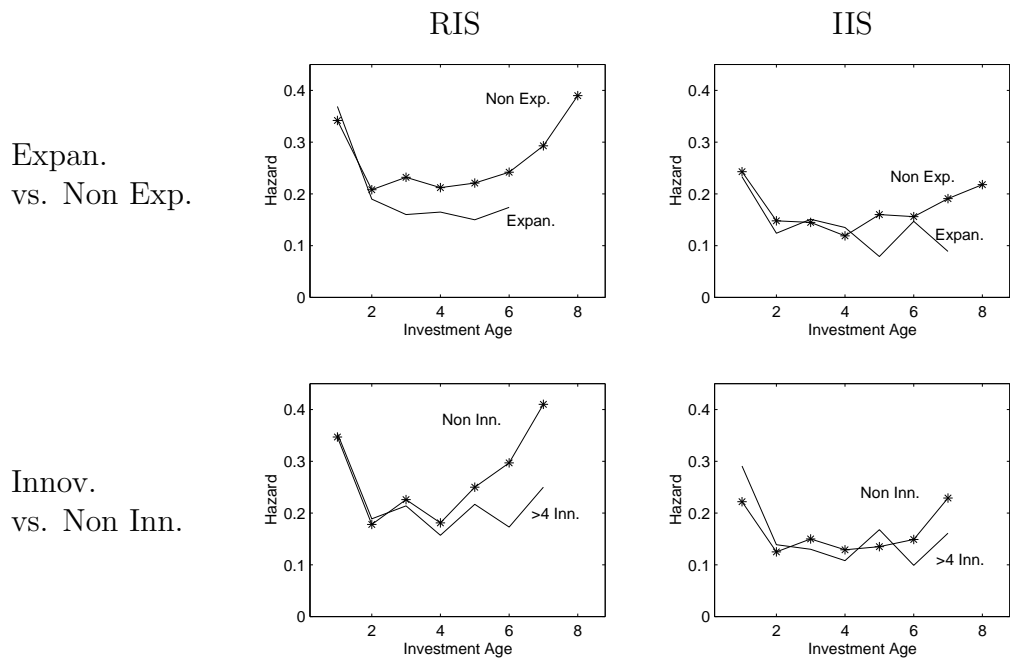 RIS
IIS
Expan.
vs. Non Exp.
0.4
0.3
0.2
0.1
0
Hazard
Non Exp.
Expan.
2
4
6
8
Investment Age
0.4
0.3
0.2
0.1
0
Hazard
Non Exp.
Expan.
2
4
6
8
Investment Age
Innov.
vs. Non Inn.
0.4
0.3
0.2
0.1
0
Hazard
Non Inn.
>4 Inn.
2
4
6
8
Investment Age
0.4
0.3
0.2
0.1
0
Hazard
Non Inn.
>4 Inn.
2
4
6
8
Investment Age